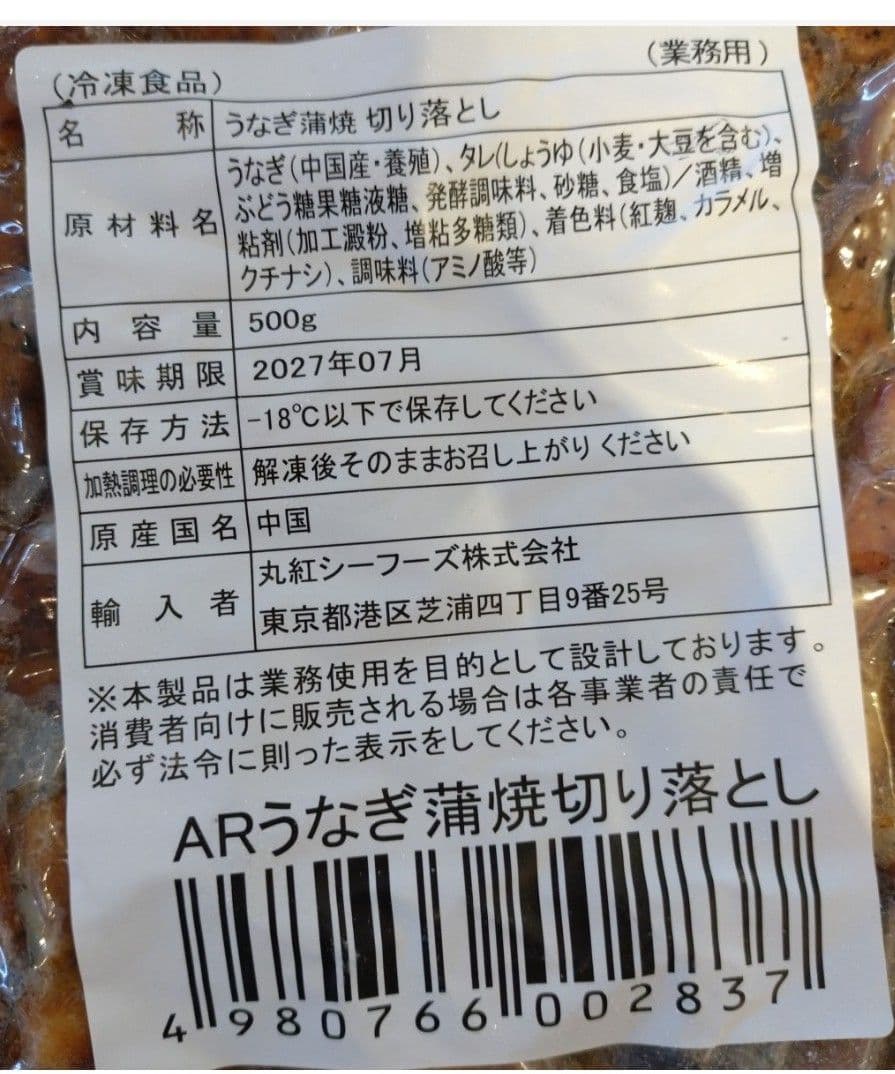 (冷凍食品)
(業務用)
名称 うなぎ蒲焼 切り落とし
原材料名 うなぎ(中国産・養殖)、タレ(しょうゆ(小麦・大豆を含む)、
ぶどう糖果糖液糖、発酵調味料、砂糖、食塩)/酒精、増
粘剤(加工澱粉、増粘多糖類)、着色料(紅麹、カラメル、
クチナシ)、調味料(アミノ酸等)
内容量 500g
賞味期限 2027年07月
保存方法 -18℃以下で保存してください
加熱調理の必要性 解凍後そのままお召し上がりください
原産国名 中国
輸入者 丸紅シーフーズ株式会社
東京都港区芝浦四丁目9番25号
※本製品は業務使用を目的として設計しております。
消費者向けに販売される場合は各事業者の責任で
必ず法令に則った表示をしてください。
ARうなぎ蒲焼切り落とし
4980766002837